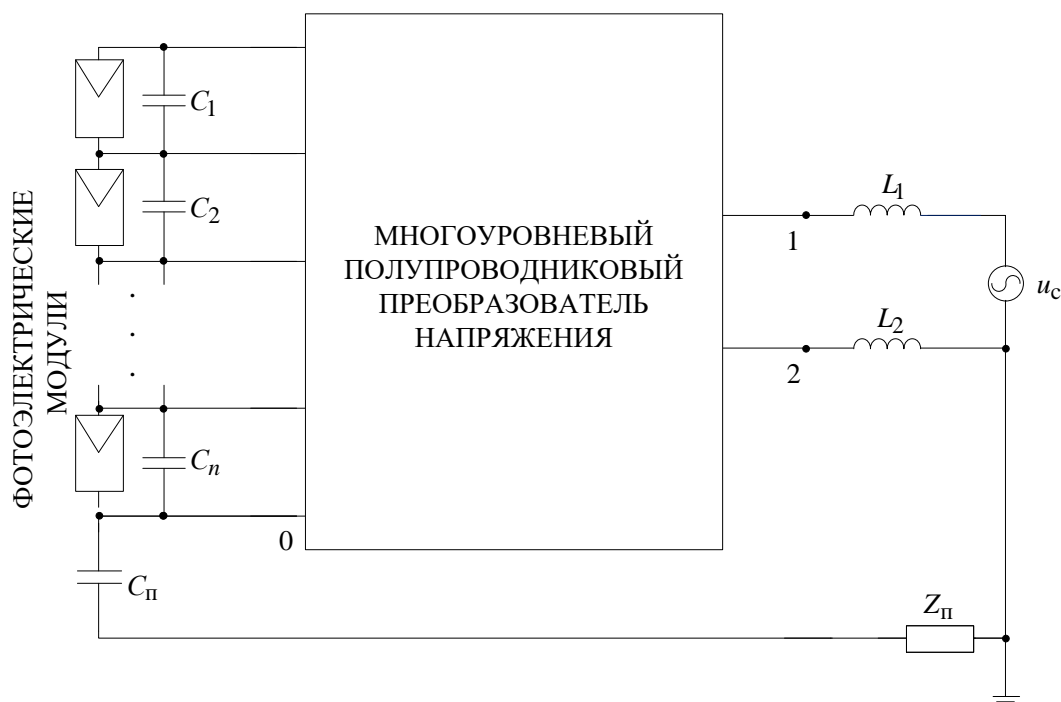 C1
C2
Cn
Cп
0
ФОТОЭЛЕКТРИЧЕСКИЕ
МОДУЛИ
МНОГОУРОВНЕВЫЙ
ПОЛУПРОВОДНИКОВЫЙ
ПРЕОБРАЗОВАТЕЛЬ
НАПРЯЖЕНИЯ
L1
1
uс
L2
2
Zп